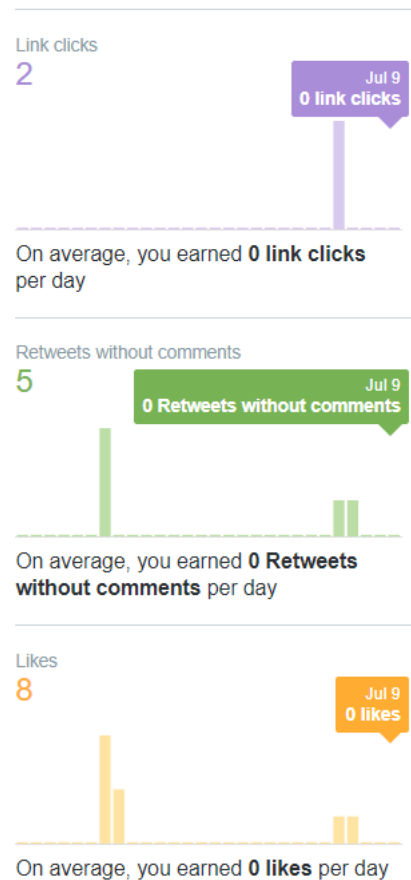 Link clicks
2
Jul 9
0 link clicks
On average, you earned 0 link clicks
per day
Retweets without comments
5
Jul 9
0 Retweets without comments
On average, you earned 0 Retweets
without comments per day
Likes
8
Jul 9
0 likes
On average, you earned 0 likes per day